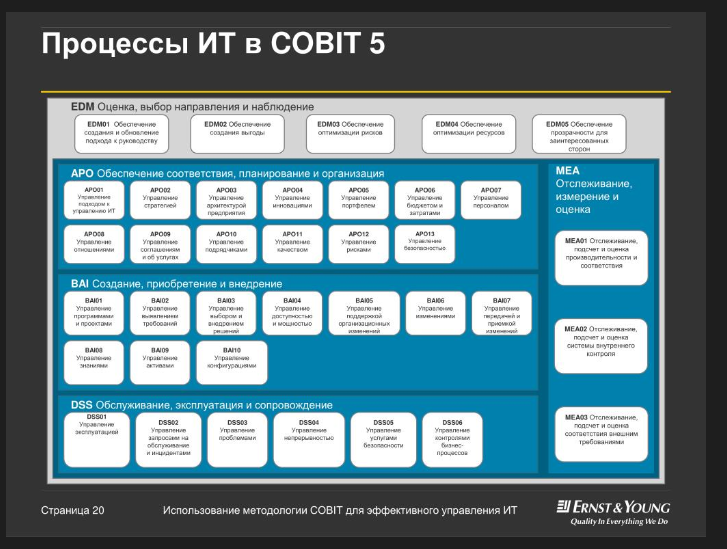 Процессы ИТ в COBIT 5
EDM Оценка, выбор направления и наблюдение
EDM01 Обеспечение
создания и обновление
подхода к руководству
EDM02 Обеспечение
создания выгоды
EDM03 Обеспечение
оптимизации рисков
EDM04 Обеспечение
оптимизации ресурсов
EDM05 Обеспечение
прозрачности для
заинтересованных
сторон
APO Обеспечение соответствия, планирование и организация
APO01
Управление
подходом к
управлению ИТ
APO02
Управление
стратегией
APO03
Управление
архитектурой
предприятия
APO04
Управление
инновациями
APO05
Управление
портфелем
APO06
Управление
бюджетом и
затратами
APO07
Управление
персоналом
APO08
Управление
отношениями
APO09
Управление
соглашениями
и об услугах
APO10
Управление
подрядчиками
APO11
Управление
качеством
APO12
Управление
рисками
APO13
Управление
безопасностью
BAI Создание, приобретение и внедрение
BAI01
Управление
программами
и проектами
BAI02
Управление
выявлением
требований
BAI03
Управление
выбором и
внедрением
решений
BAI04
Управление
доступностью
и мощностью
BAI05
Управление
поддержкой
организационных
изменений
BAI06
Управление
изменениями
BAI07
Управление
передачей и
приемкой
изменений
BAI08
Управление
знаниями
BAI09
Управление
активами
BAI10
Управление
конфигурациями
DSS Обслуживание, эксплуатация и сопровождение
DSS01
Управление
эксплуатацией
DSS02
Управление
запросами на
обслуживание
и инцидентами
DSS03
Управление
проблемами
DSS04
Управление
непрерывностью
DSS05
Управление
услугами
безопасности
DSS06
Управление
контролями
бизнес-
процессов
MEA
Отслеживание,
измерение и
оценка
MEA01 Отслеживание,
подсчет и оценка
производительности и
соответствия
MEA02 Отслеживание,
подсчет и оценка
системы внутреннего
контроля
MEA03 Отслеживание,
подсчет и оценка
соответствия внешним
требованиями
Страница 20
Использование методологии COBIT для эффективного управления ИТ
ERNST & YOUNG
Quality In Everything We Do